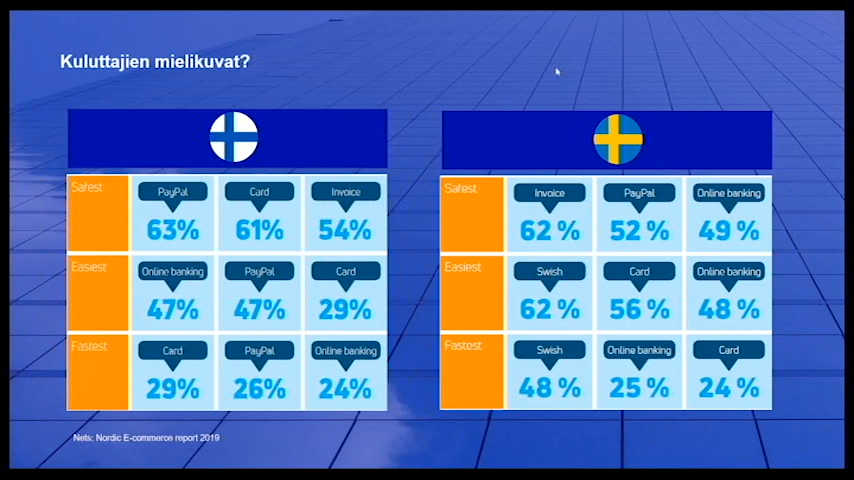 Kuluttajien mielikuvat?
Safest
PayPal
Card
Invoice
63%
61%
54%
Easiest
Online banking
PayPal
Card
47%
47%
29%
Fastest
Card
PayPal
Online banking
29%
26%
24%
Safest
Invoice
PayPal
Online banking
62 %
52 %
49 %
Easiest
Swish
Card
Online banking
62 %
56 %
48 %
Fastest
Swish
Online banking
Card
48 %
25 %
24 %
Nets: Nordic E-commerce report 2019